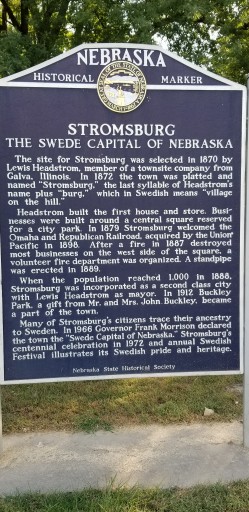 NEBRASKA
HISTORICAL MARKER
STROMSBURG
THE SWEDE CAPITAL OF NEBRASKA
The site for Stromsburg was selected in 1870 by
Lewis Headstrom, member of a townsite company from
Galva, Illinois. In 1872 the town was platted and
named "Stromsburg," the last syllable of Headstrom's
name plus "burg," which in Swedish means "village
on the hill."
Headstrom built the first house and store. Busi-
nesses were built around a central square reserved
for a city park. In 1879 Stromsburg welcomed the
Omaha and Republican Railroad, acquired by the Union
Pacific in 1898. After a fire in 1887 destroyed
most businesses on the west side of the square, a
volunteer fire department was organized. A standpipe
was erected in 1889.
When the population reached 1,000 in 1888,
Stromsburg was incorporated as a second class city
with Lewis Headstrom as mayor. In 1912 Buckley
Park, a gift from Mr. and Mrs. John Buckley, became
a part of the town.
Many of Stromsburg's citizens trace their ancestry
to Sweden. In 1966 Governor Frank Morrison declared
the town the "Swede Capital of Nebraska." Stromsburg's
centennial celebration in 1972 and annual Swedish
Festival illustrates its Swedish pride and heritage.
Nebraska State Historical Society